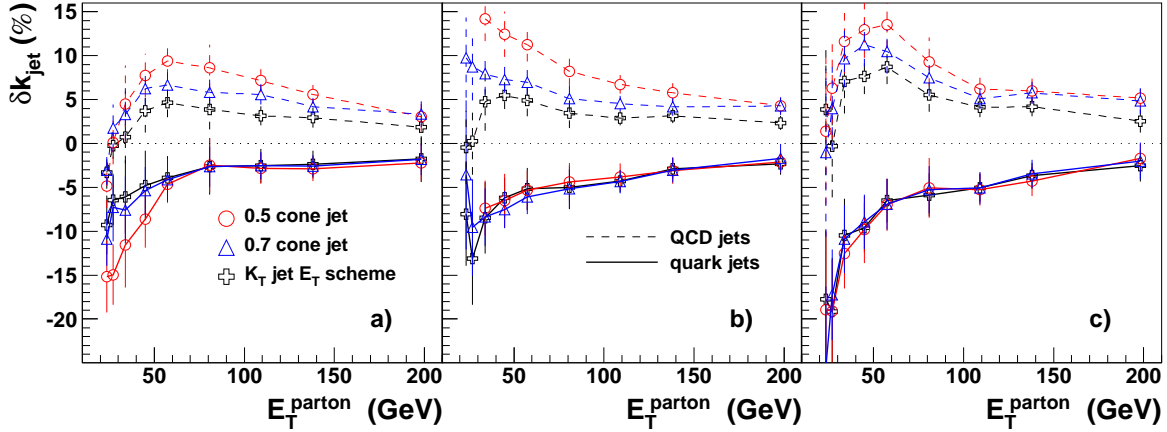 δk_jet (%)
15
10
5
0
-5
-10
-15
-20
0.5 cone jet
0.7 cone jet
K_T jet E_T scheme
QCD jets
quark jets
a)
b)
c)
50 100 150 200
50 100 150 200
50 100 150 200
E_T^parton (GeV)
E_T^parton (GeV)
E_T^parton (GeV)